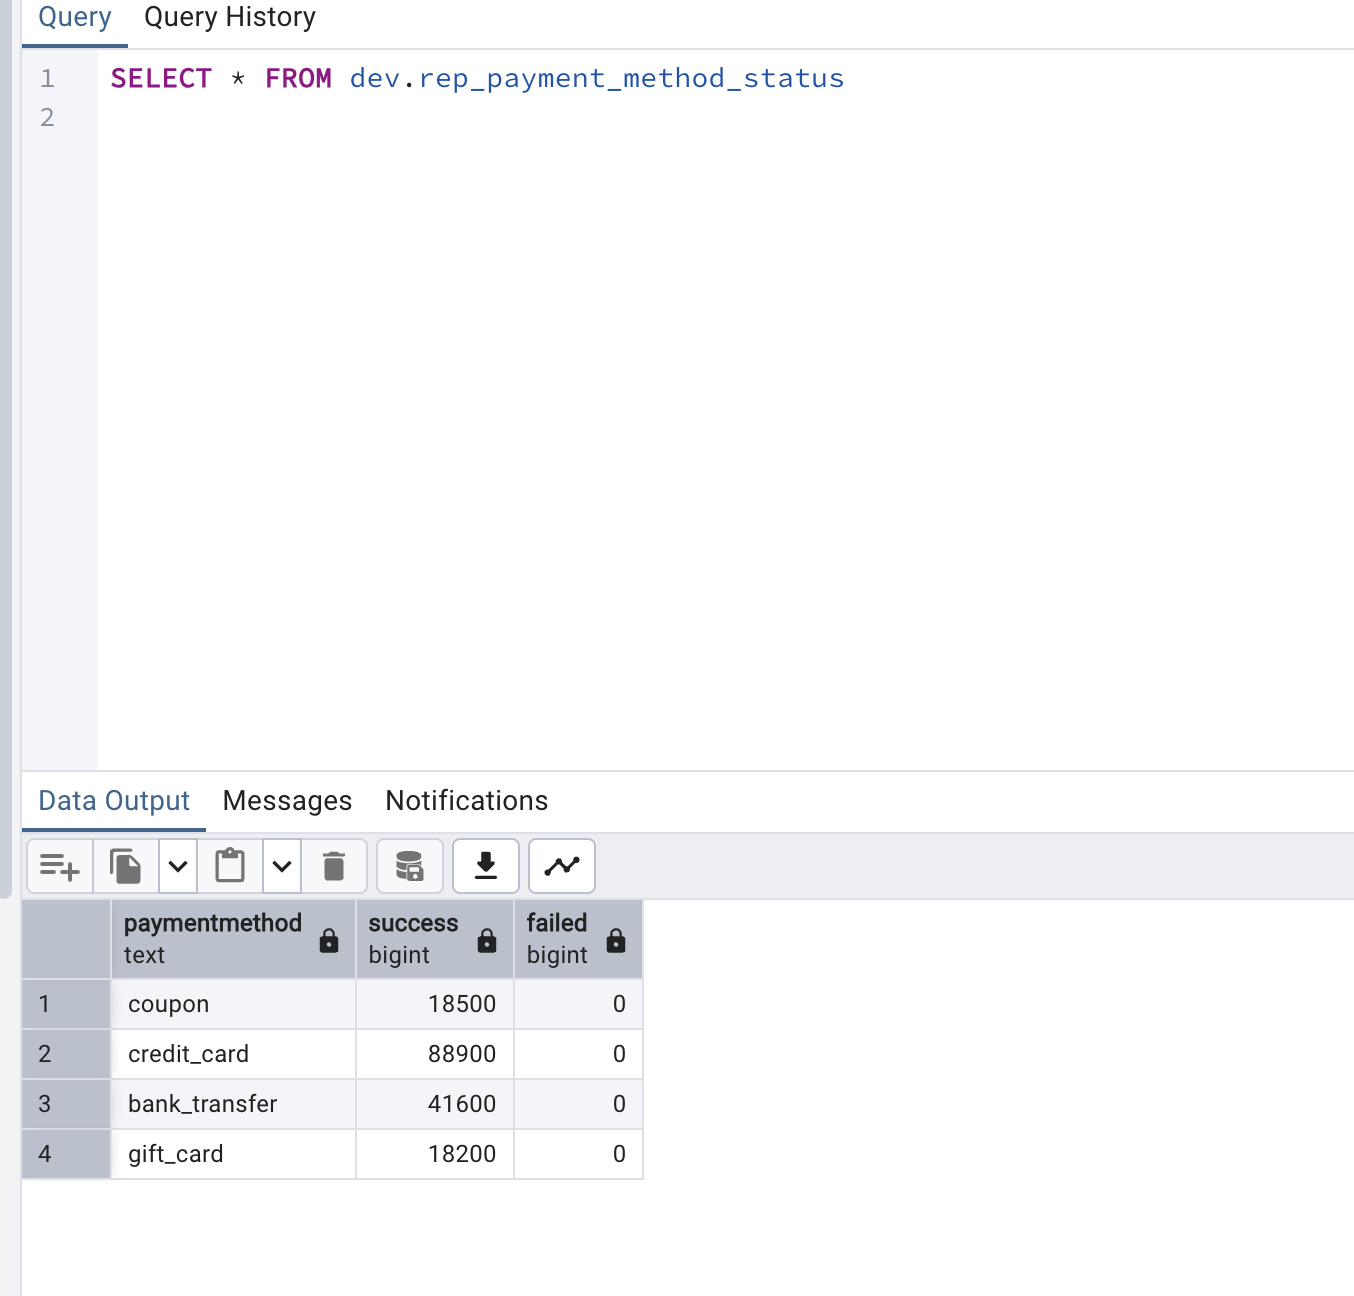 Query Query History
1 SELECT * FROM dev.rep_payment_method_status
2
Data Output Messages Notifications
paymentmethod success failed
text bigint bigint
1 coupon 18500 0
2 credit_card 88900 0
3 bank_transfer 41600 0
4 gift_card 18200 0